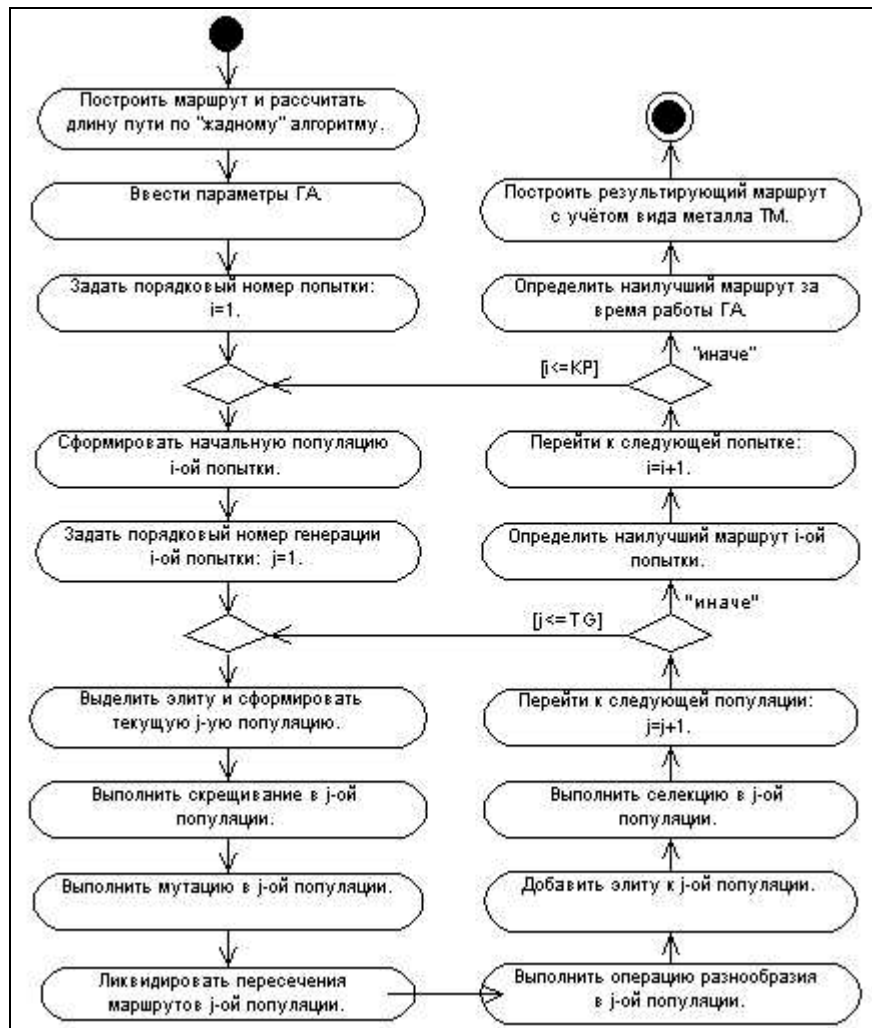 Построить маршрут и рассчитать
длину пути по "жадному" алгоритму.
Ввести параметры ГА.
Задать порядковый номер попытки:
i=1.
Сформировать начальную популяцию
i-ой попытки.
Задать порядковый номер генерации
i-ой попытки: j=1.
Выделить элиту и сформировать
текущую j-ую популяцию.
Выполнить скрещивание в j-ой
популяции.
Выполнить мутацию в j-ой популяции.
Ликвидировать пересечения
маршрутов j-ой популяции.
Выполнить операцию разнообразия
в j-ой популяции.
Добавить элиту к j-ой популяции.
Выполнить селекцию в j-ой
популяции.
Перейти к следующей популяции:
j=j+1.
[j<=TG]
"иначе"
Определить наилучший маршрут i-ой
попытки.
Перейти к следующей попытке:
i=i+1.
[i<=KP]
"иначе"
Определить наилучший маршрут за
время работы ГА.
Построить результирующий маршрут
с учётом вида металла ТМ.